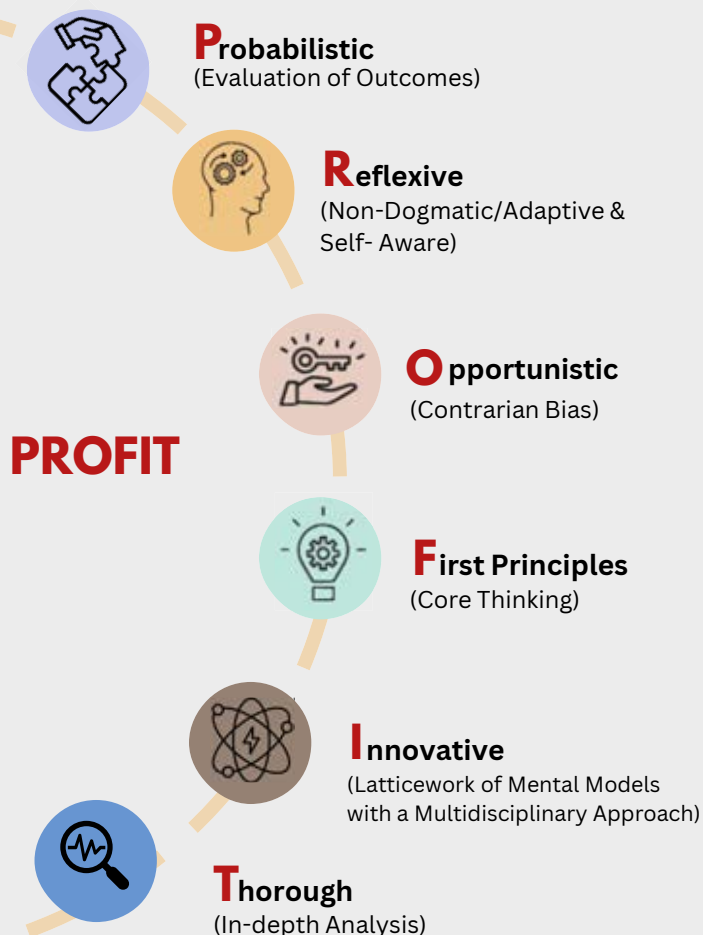 Probabilistic
(Evaluation of Outcomes)
Reflexive
(Non-Dogmatic/Adaptive &
Self- Aware)
Opportunistic
(Contrarian Bias)
PROFIT
First Principles
(Core Thinking)
Innovative
(Latticework of Mental Models
with a Multidisciplinary Approach)
Thorough
(In-depth Analysis)